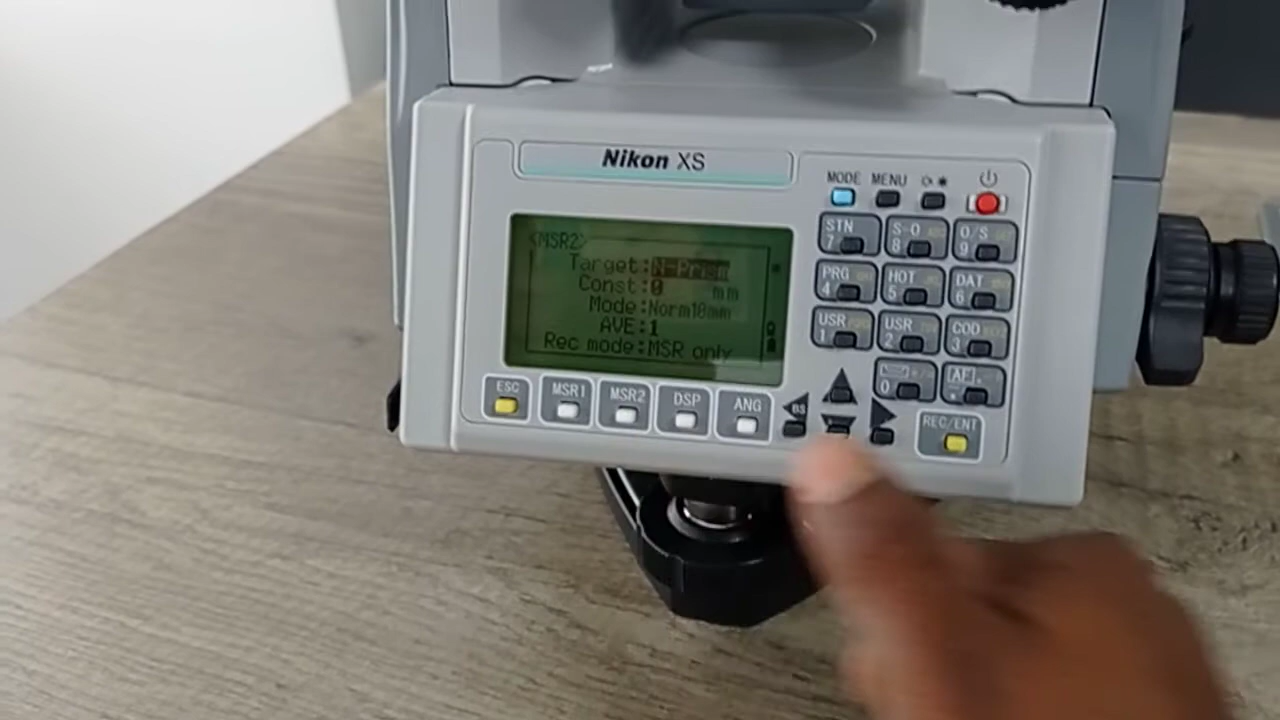 Nikon XS
MODE MENU
<MSR2>
Target:N-Prism
Const:0 mm
Mode:Norm10mm
AVE:1
Rec mode:MSR only
STN 7
S-O 8
O/S 9
PRG 4
HOT 5
DAT 6
USR 1
USR 2
COD 3
0
ESC MSR1 MSR2 DSP ANG
BS
REC/ENT